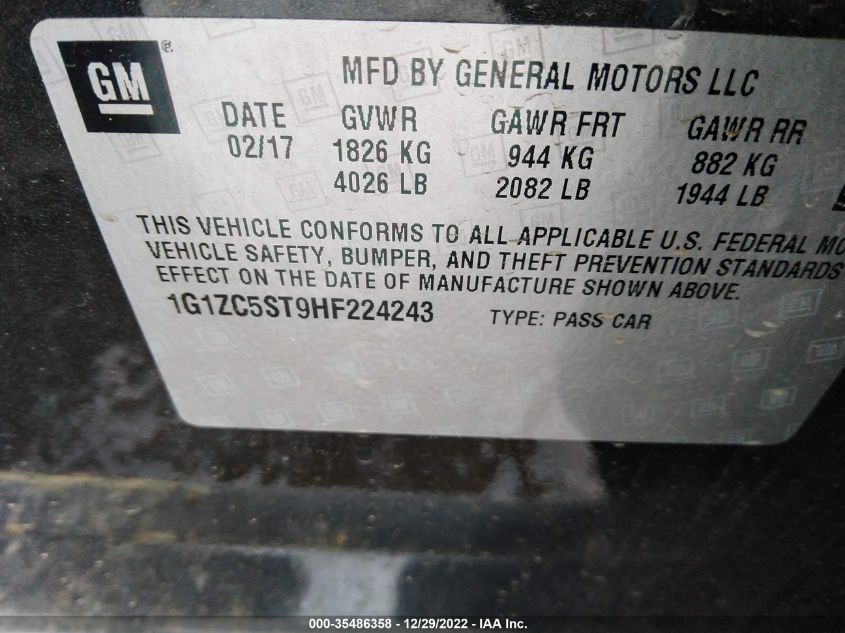 GM ®
MFD BY GENERAL MOTORS LLC
DATE GVWR GAWR FRT GAWR RR
02/17 1826 KG 944 KG 882 KG
4026 LB 2082 LB 1944 LB
THIS VEHICLE CONFORMS TO ALL APPLICABLE U.S. FEDERAL MO
VEHICLE SAFETY, BUMPER, AND THEFT PREVENTION STANDARDS
EFFECT ON THE DATE OF MANUFACTURE SHOWN ABOVE.
1G1ZC5ST9HF224243 TYPE: PASS CAR
000-35486358 - 12/29/2022 - IAA Inc.